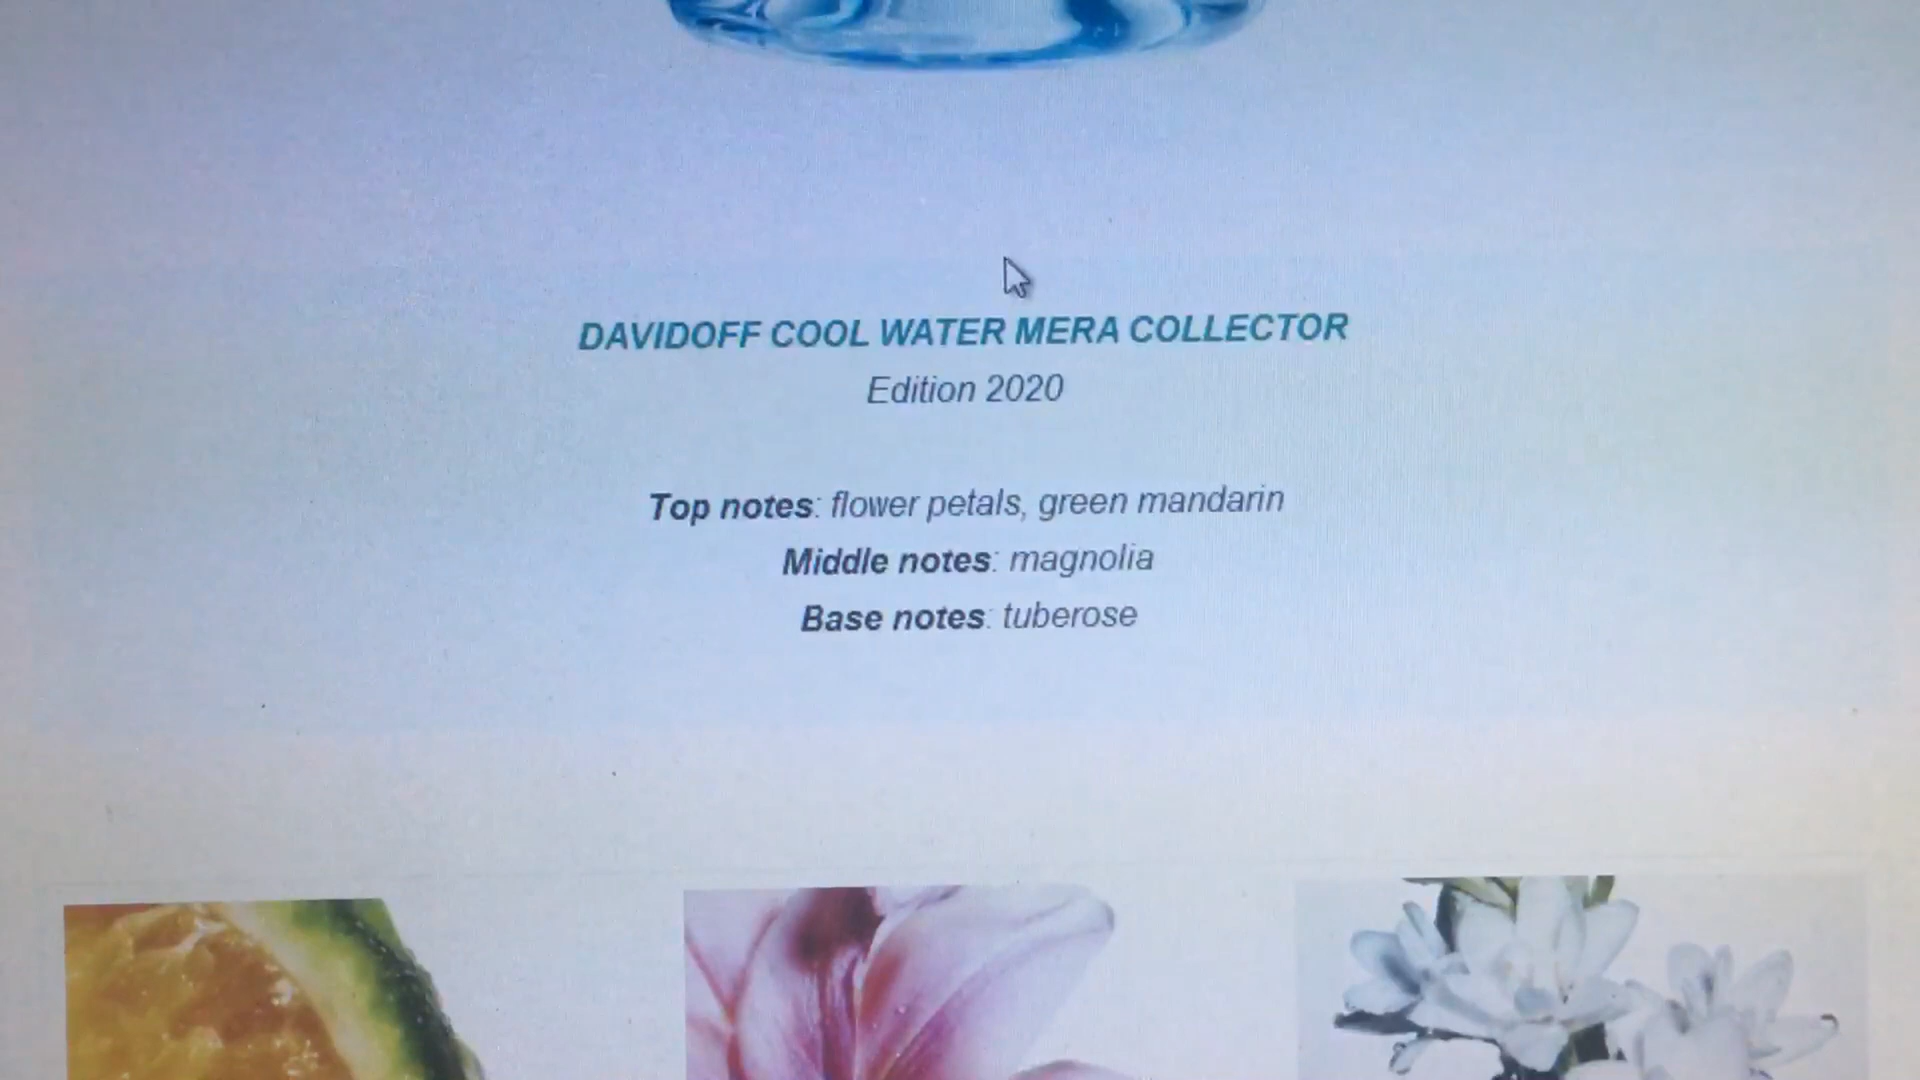 DAVIDOFF COOL WATER MERA COLLECTOR
Edition 2020
Top notes: flower petals, green mandarin
Middle notes: magnolia
Base notes: tuberose